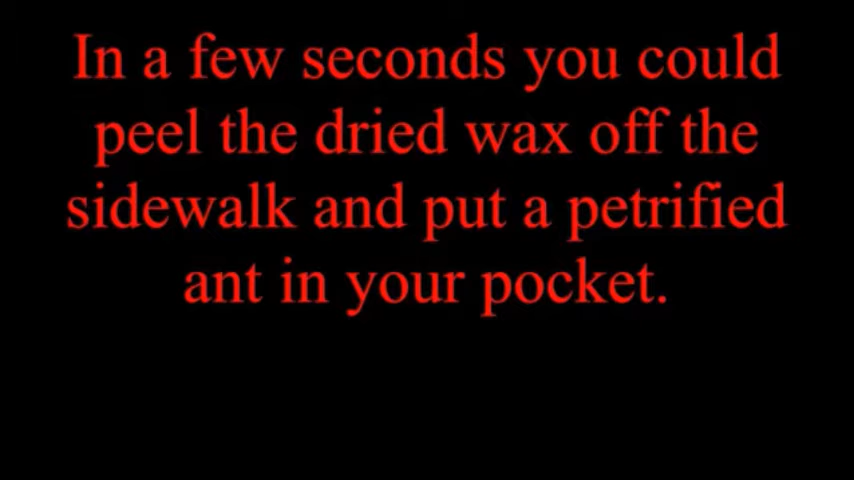 In a few seconds you could
peel the dried wax off the
sidewalk and put a petrified
ant in your pocket.